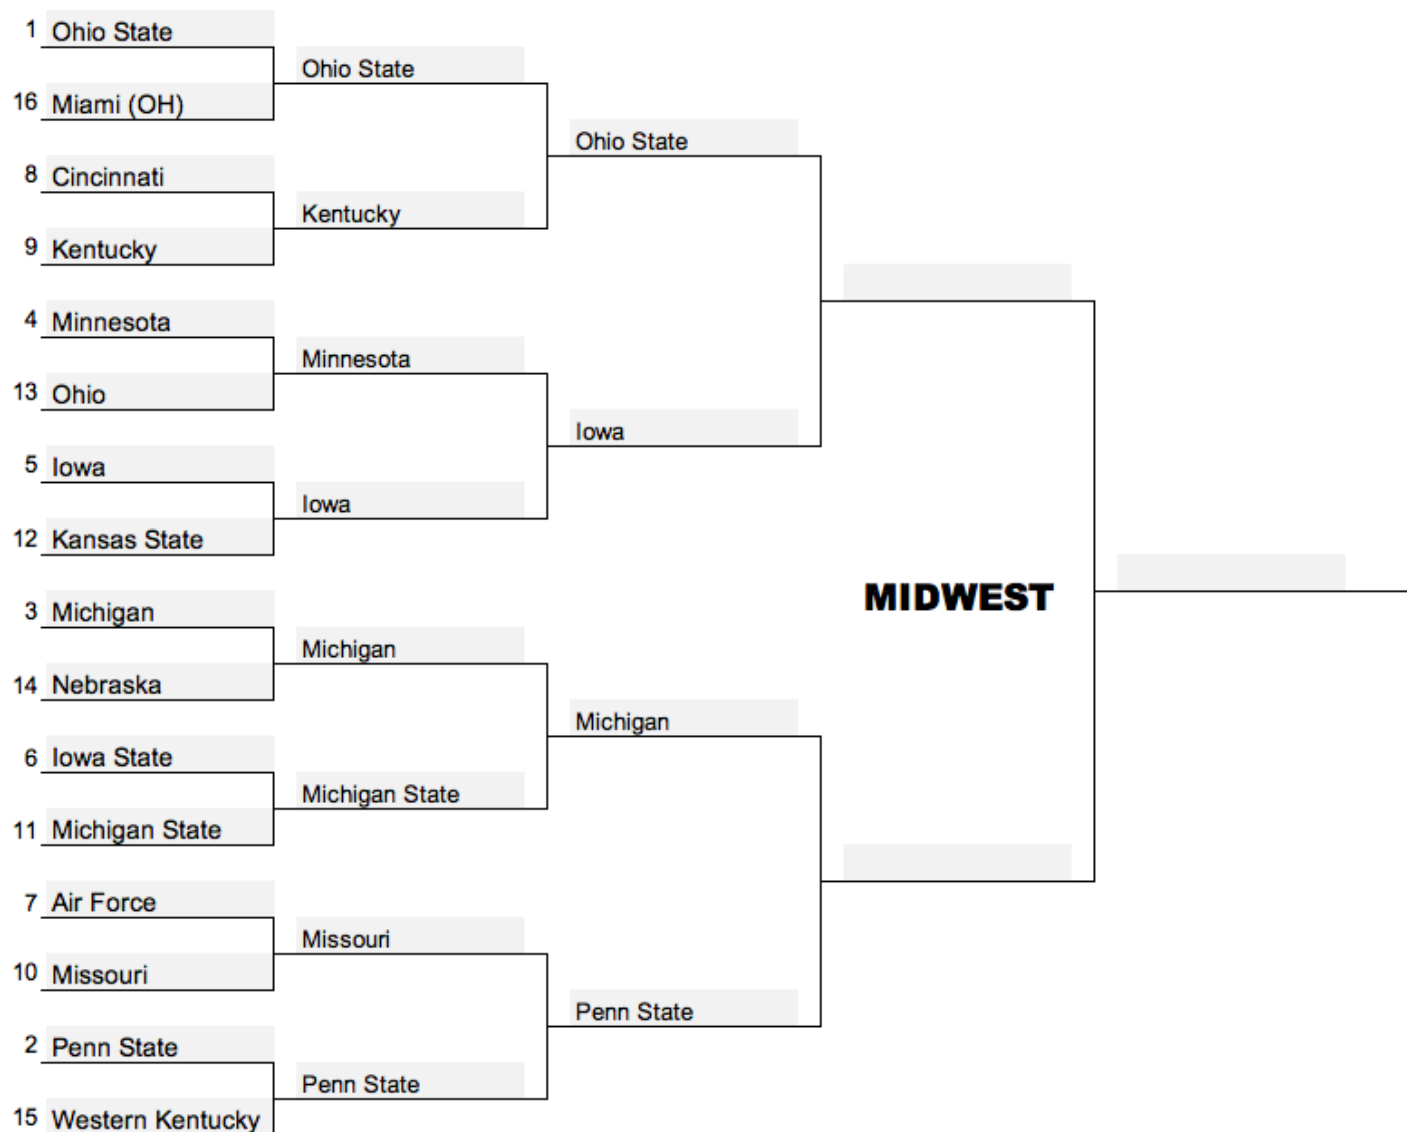 1 Ohio State
16 Miami (OH)
8 Cincinnati
9 Kentucky
4 Minnesota
13 Ohio
5 Iowa
12 Kansas State
3 Michigan
14 Nebraska
6 Iowa State
11 Michigan State
7 Air Force
10 Missouri
2 Penn State
15 Western Kentucky
Ohio State
Kentucky
Minnesota
Iowa
Michigan
Michigan State
Missouri
Penn State
Ohio State
Iowa
Michigan
Penn State
MIDWEST